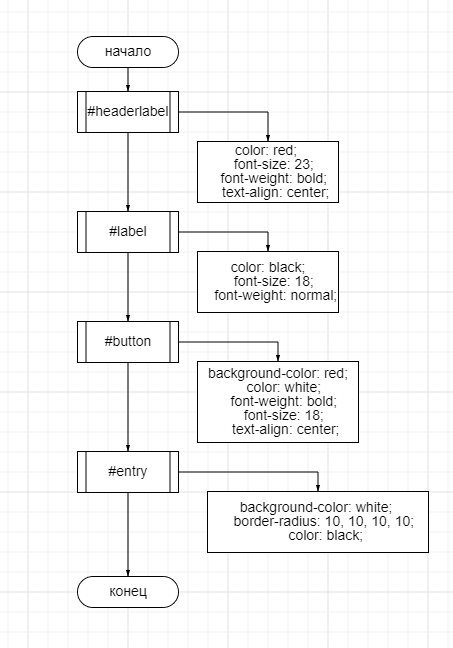 начало
#headerlabel
color: red;
font-size: 23;
font-weight: bold;
text-align: center;
#label
color: black;
font-size: 18;
font-weight: normal;
#button
background-color: red;
color: white;
font-weight: bold;
font-size: 18;
text-align: center;
#entry
background-color: white;
border-radius: 10, 10, 10, 10;
color: black;
конец